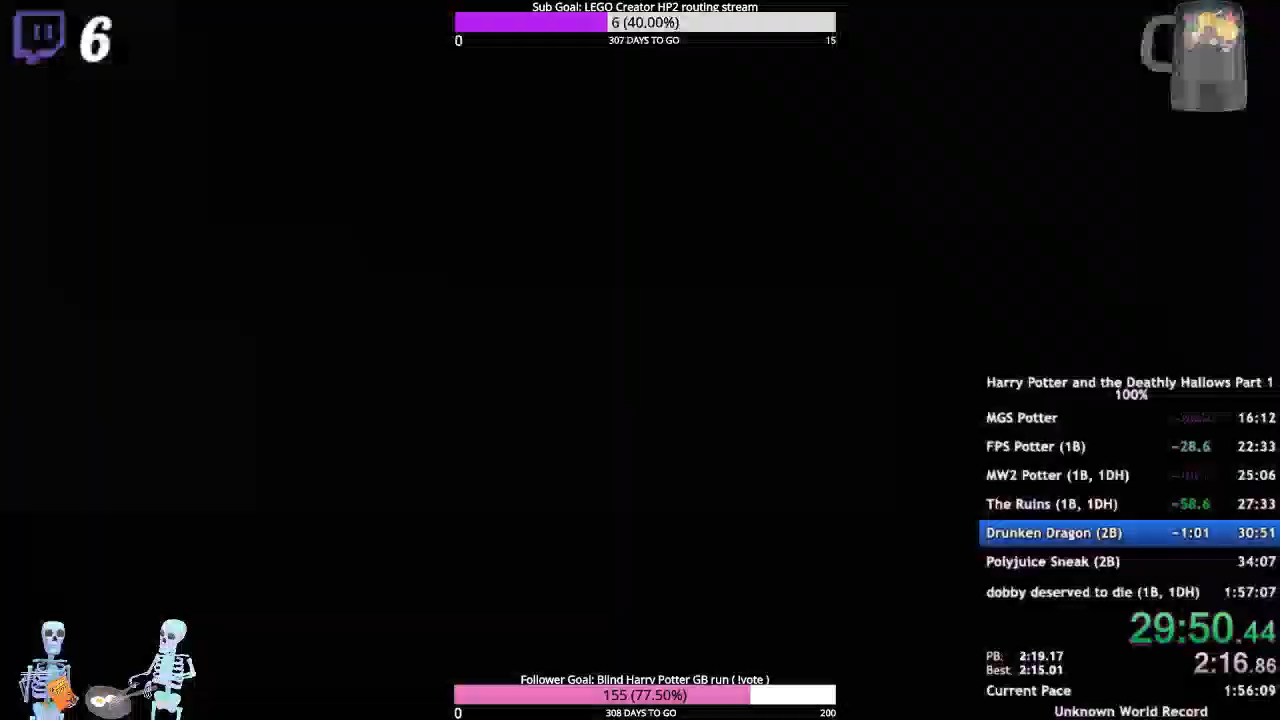 Sub Goal: LEGO Creator HP2 routing stream
6
6 (40.00%)
0
307 DAYS TO GO
15
Harry Potter and the Deathly Hallows Part 1
100%
MGS Potter 16:12
FPS Potter (1B) -28.6 22:33
MW2 Potter (1B, 1DH) 25:06
The Ruins (1B, 1DH) -58.6 27:33
Drunken Dragon (2B) -1:01 30:51
Polyjuice Sneak (2B) 34:07
dobby deserved to die (1B, 1DH) 1:57:07
29:50.44
PB: 2:19.17
Best 2:15.01
2:16.86
Current Pace 1:56:09
Unknown World Record
Follower Goal: Blind Harry Potter GB run ( !vote )
155 (77.50%)
0
308 DAYS TO GO
200